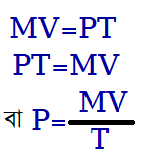 MV=PT
PT=MV
বা P=MV/T